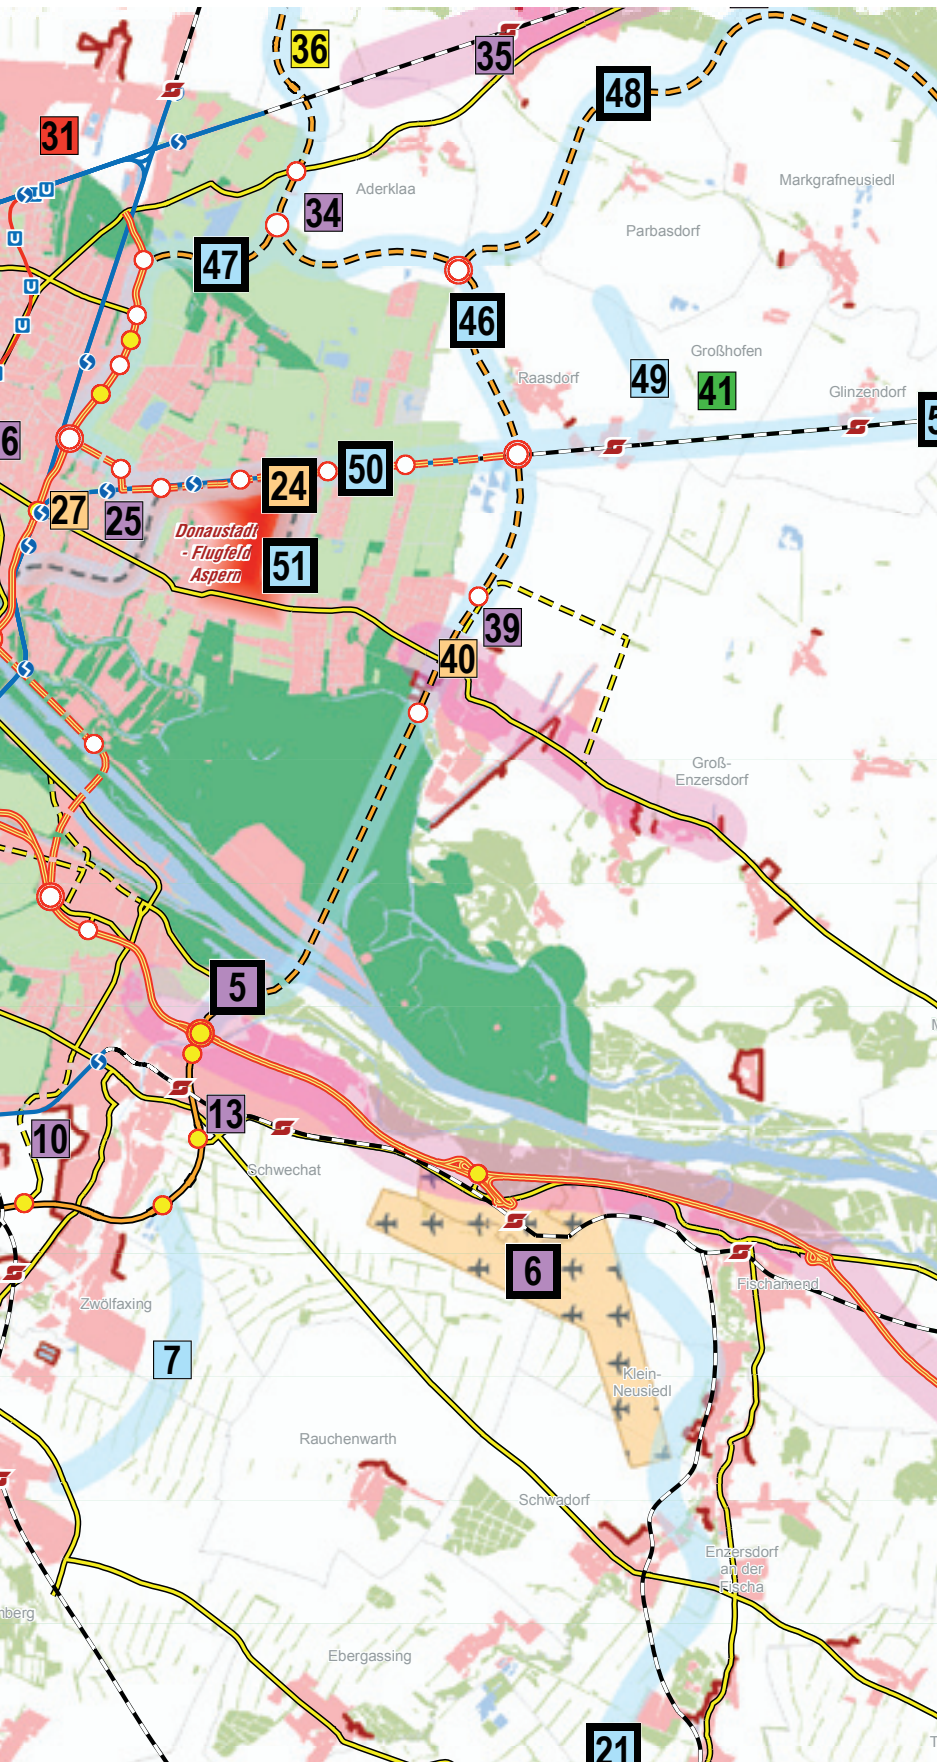 36
35
48
31
Aderklaa
Markgrafneusiedl
34
Parbasdorf
U
U
47
U
46
U
Großhofen
Raasdorf
49
41
Glinzendorf
6
5
50
24
27
25
Donaustadt
- Flugfeld
Aspern
51
39
40
Groß-
Enzersdorf
5
13
10
Schwechat
6
Fischamend
Zwölfaxing
7
Klein-
Neusiedl
Rauchenwarth
Schwadorf
Enzersdorf
an der
Fischa
Ebergassing
21